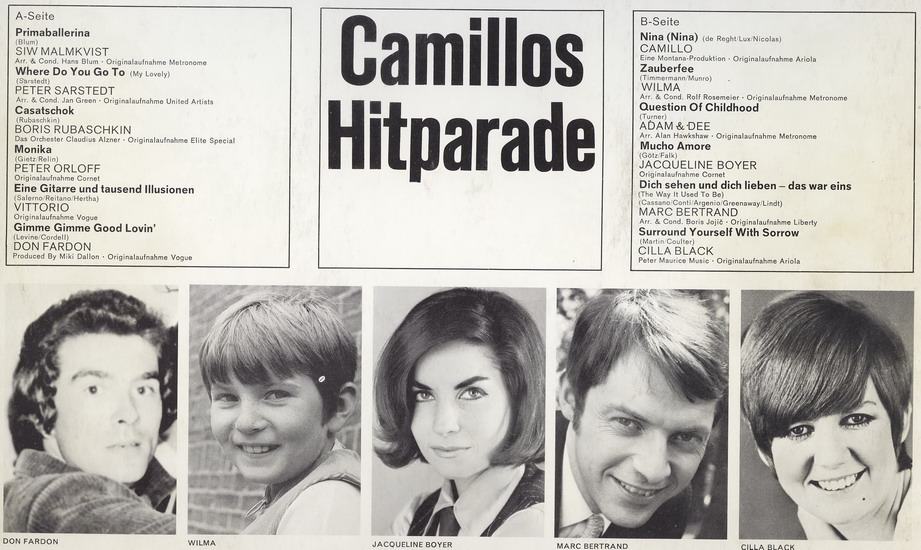 A-Seite
Primaballerina
(Blum)
SIW MALMKVIST
Arr. & Cond. Hans Blum · Originalaufnahme Metronome
Where Do You Go To (My Lovely)
(Sarstedt)
PETER SARSTEDT
Arr. & Cond. Jan Green · Originalaufnahme United Artists
Casatschok
(Rubaschkin)
BORIS RUBASCHKIN
Das Orchester Claudius Alzner · Originalaufnahme Elite Special
Monika
(Gietz/Relin)
PETER ORLOFF
Originalaufnahme Cornet
Eine Gitarre und tausend Illusionen
(Salerno/Reitano/Hertha)
VITTORIO
Originalaufnahme Vogue
Gimme Gimme Good Lovin'
(Levine/Cordell)
DON FARDON
Produced By Miki Dallon · Originalaufnahme Vogue
Camillos
Hitparade
B-Seite
Nina (Nina) (de Reght/Lux/Nicolas)
CAMILLO
Eine Montana-Produktion · Originalaufnahme Ariola
Zauberfee
(Timmermann/Munro)
WILMA
Arr. & Cond. Rolf Rosemeier · Originalaufnahme Metronome
Question Of Childhood
(Turner)
ADAM & DEE
Arr. Alan Hawkshaw · Originalaufnahme Metronome
Mucho Amore
(Götz/Falk)
JACQUELINE BOYER
Originalaufnahme Cornet
Dich sehen und dich lieben – das war eins
(The Way It Used To Be)
(Cassano/Conti/Argenio/Greenaway/Lindt)
MARC BERTRAND
Arr. & Cond. Boris Jojić · Originalaufnahme Liberty
Surround Yourself With Sorrow
(Martin/Coulter)
CILLA BLACK
Peter Maurice Music · Originalaufnahme Ariola
DON FARDON
WILMA
JACQUELINE BOYER
MARC BERTRAND
CILLA BLACK